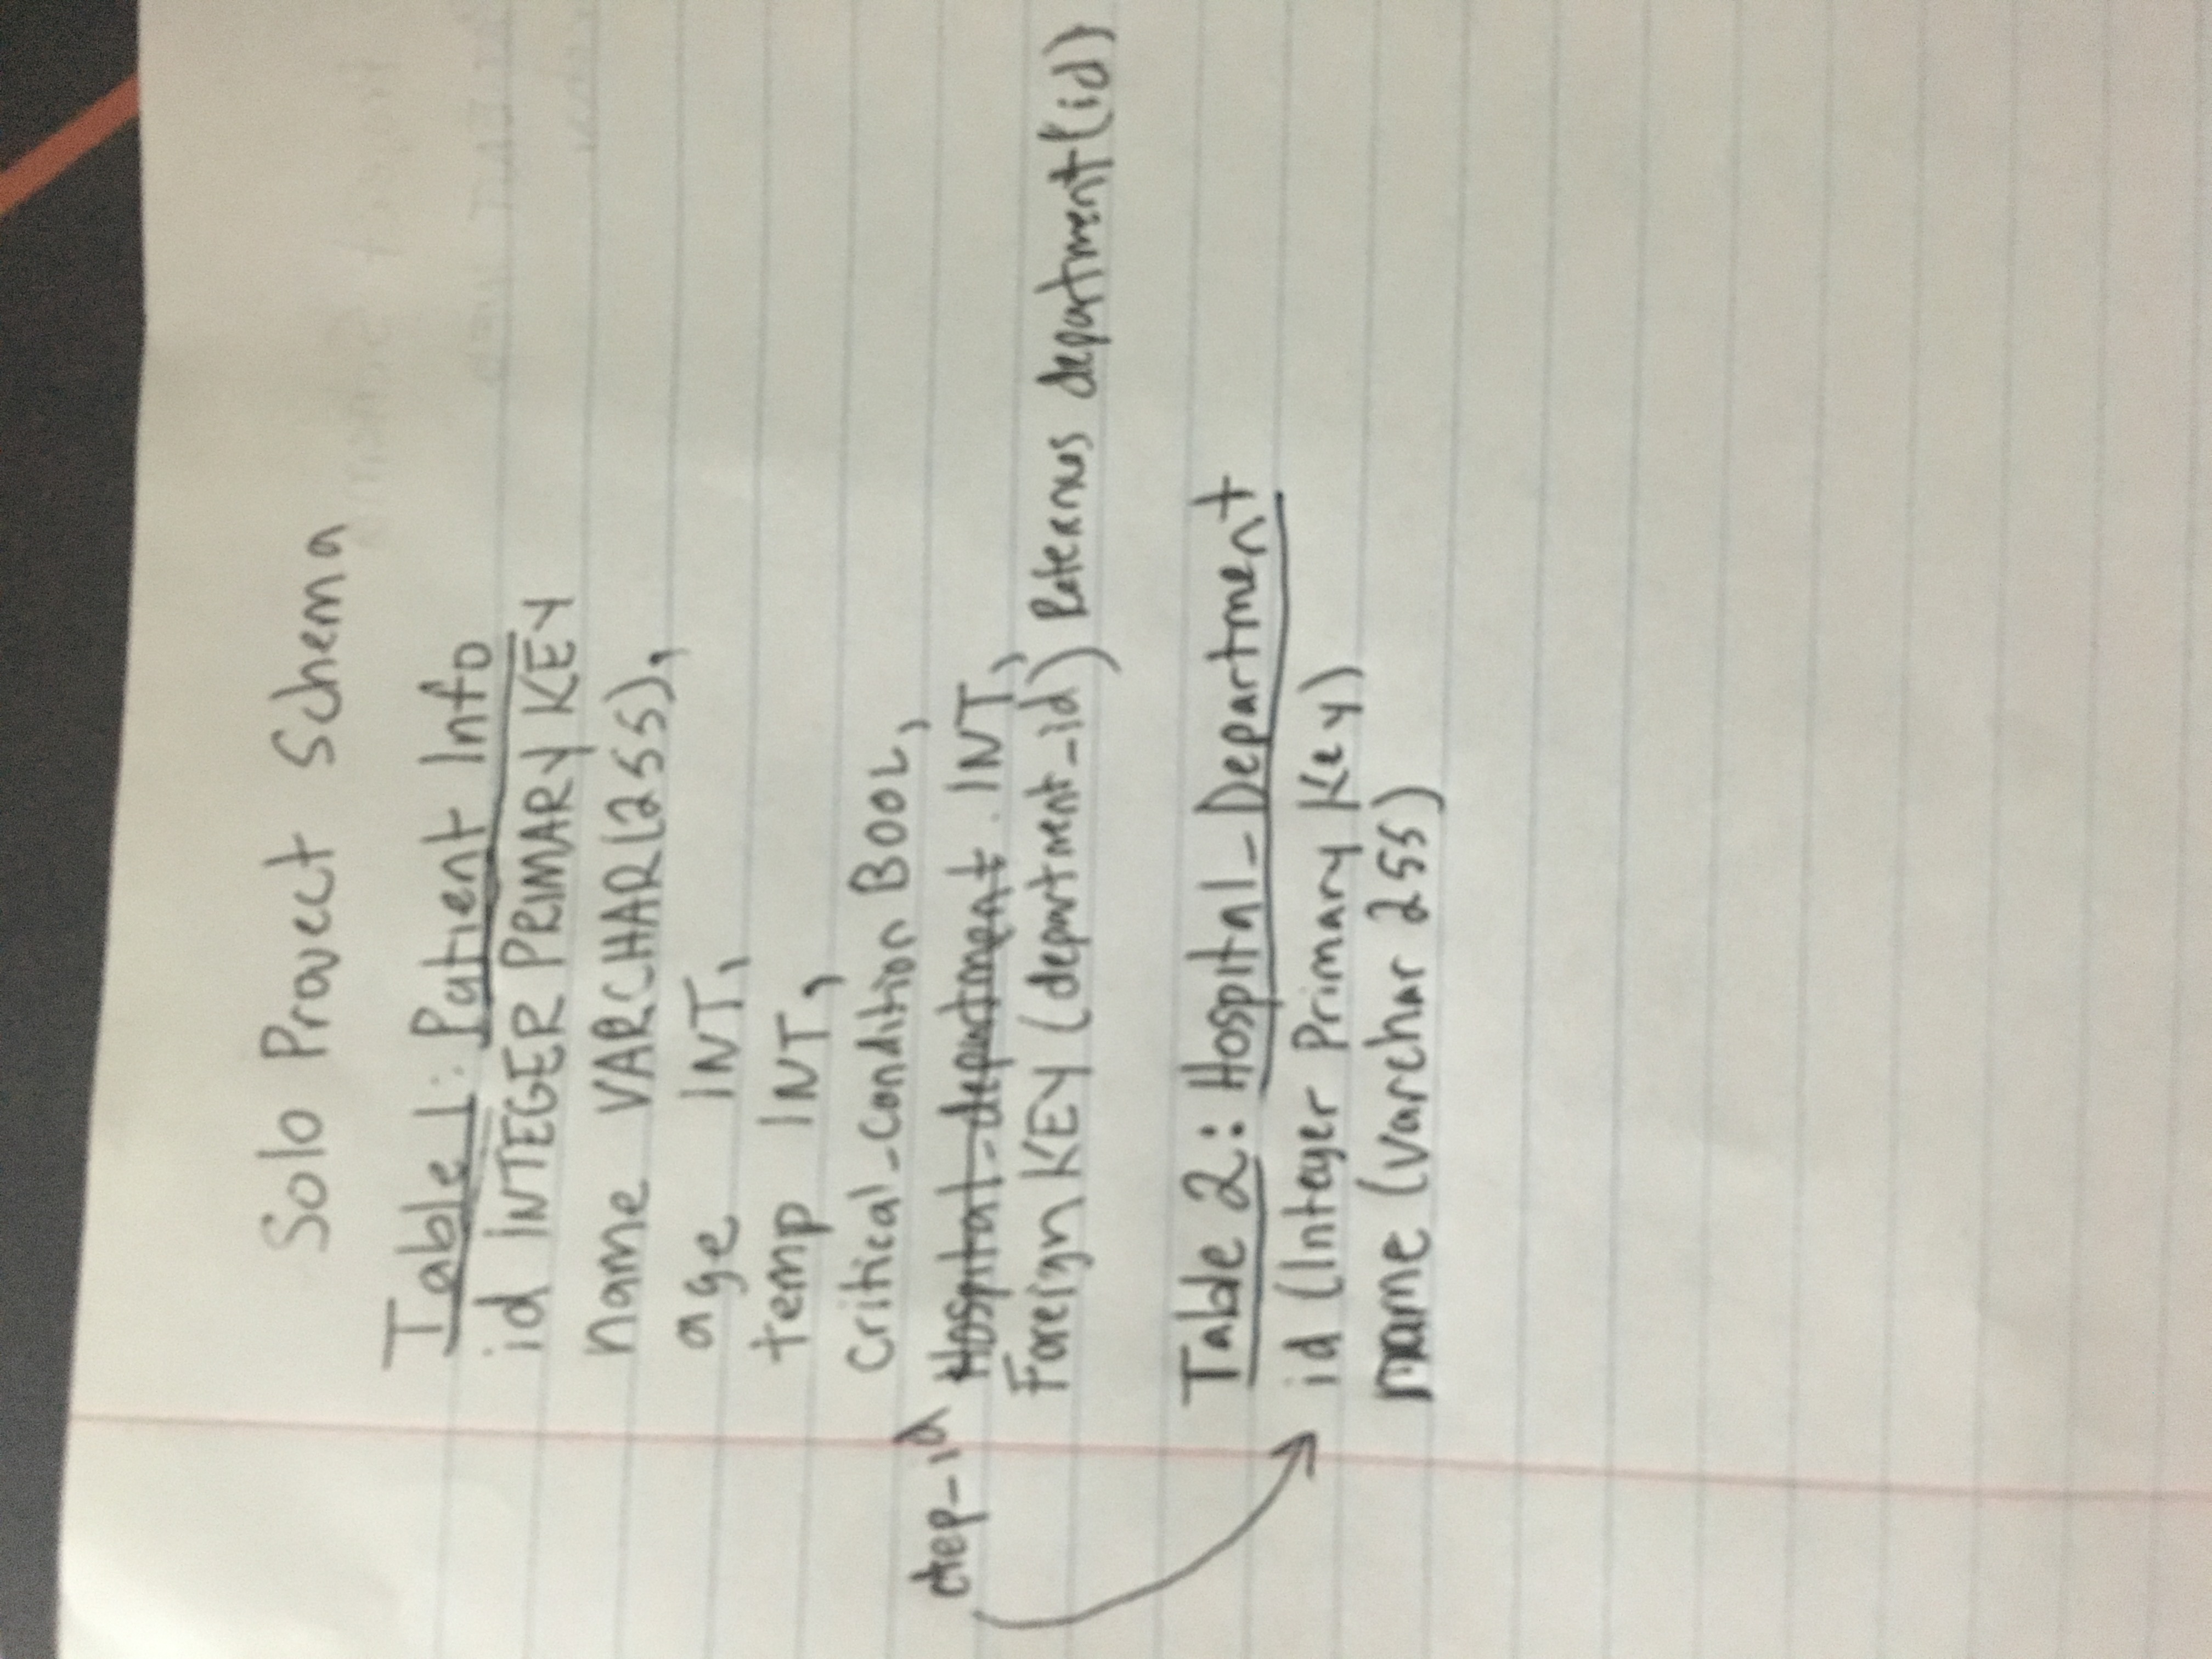 Solo Provect Schema
Table 1: Patient Info
id INTEGER PRIMARY KEY
name VARCHAR(255),
age INT,
temp INT,
Critical_Condition BOOL,
dep_id Hospital_department INT,
Foreign KEY (department_id) References department(id)
Table 2: Hospital_Department
id (Integer Primary Key)
name (varchar 255)